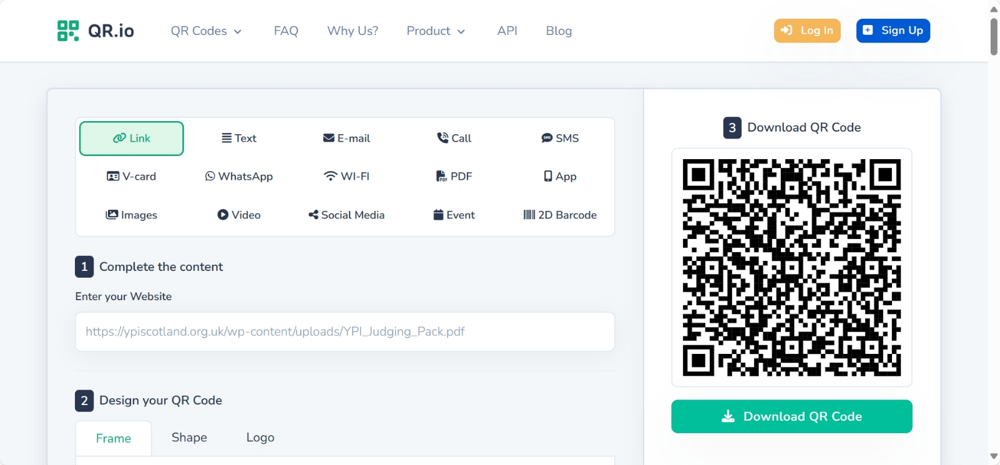 QR.io QR Codes FAQ Why Us? Product API Blog Log In Sign Up
Link Text E-mail Call SMS
V-card WhatsApp WI-FI PDF App
Images Video Social Media Event 2D Barcode
1 Complete the content
Enter your Website
https://ypiscotland.org.uk/wp-content/uploads/YPI_Judging_Pack.pdf
2 Design your QR Code
Frame Shape Logo
3 Download QR Code
Download QR Code